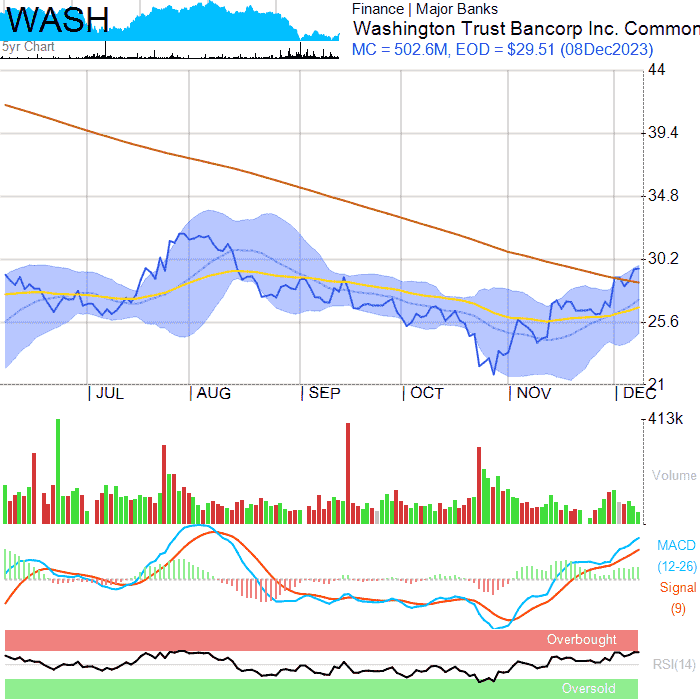 WASH
5yr Chart
Finance | Major Banks
Washington Trust Bancorp Inc. Common
MC = 502.6M, EOD = $29.51 (08Dec2023)
44
39.4
34.8
30.2
25.6
21
JUL AUG SEP OCT NOV DEC
413k
Volume
MACD
(12-26)
Signal
(9)
Overbought
RSI(14)
Oversold